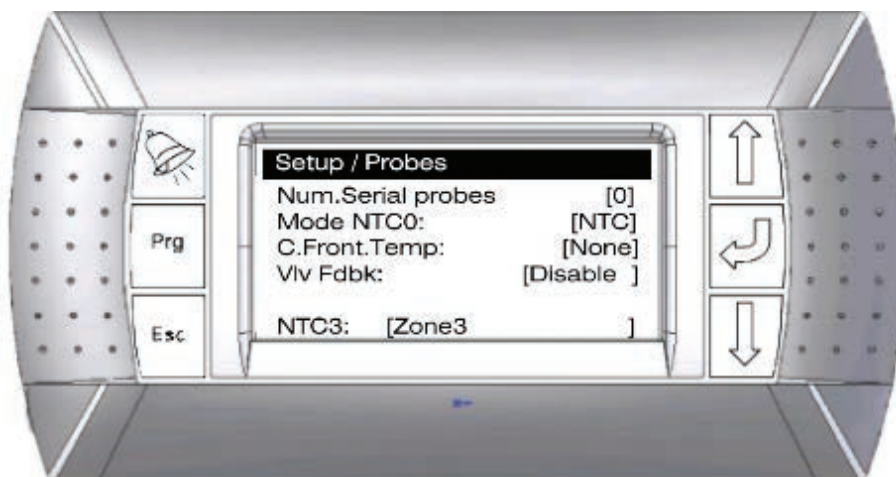 Setup / Probes
Num.Serial probes [0]
Mode NTC0: [NTC]
C.Front.Temp: [None]
Vlv Fdbk: [Disable ]
NTC3: [Zone3 ]
Prg
Esc